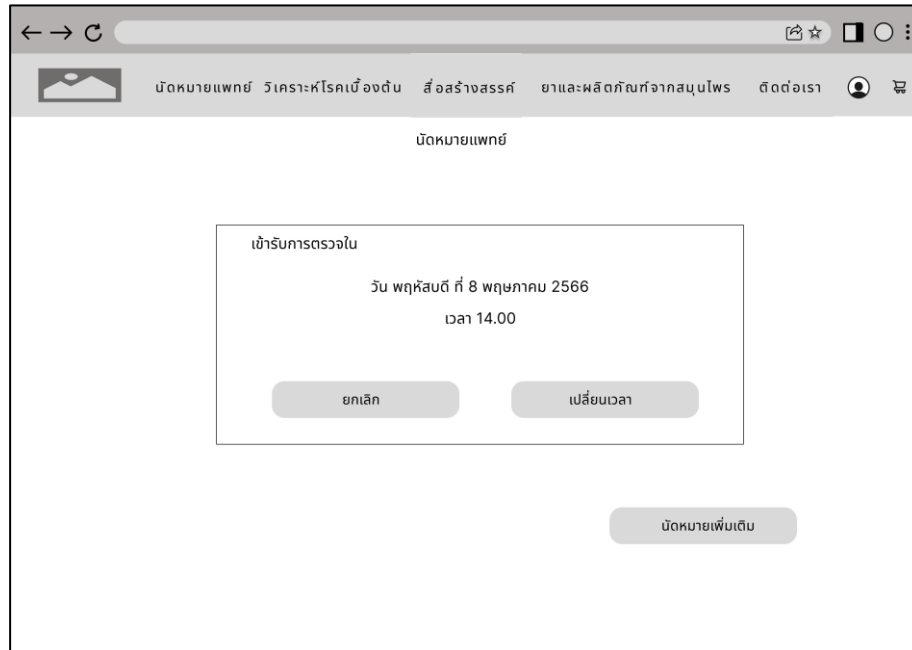 นัดหมายแพทย์ วิเคราะห์โรคเบื้องต้น สื่อสร้างสรรค์ ยาและผลิตภัณฑ์จากสมุนไพร ติดต่อเรา
นัดหมายแพทย์
เข้ารับการตรวจใน
วัน พฤหัสบดี ที่ 8 พฤษภาคม 2566
เวลา 14.00
ยกเลิก เปลี่ยนเวลา
นัดหมายเพิ่มเติม